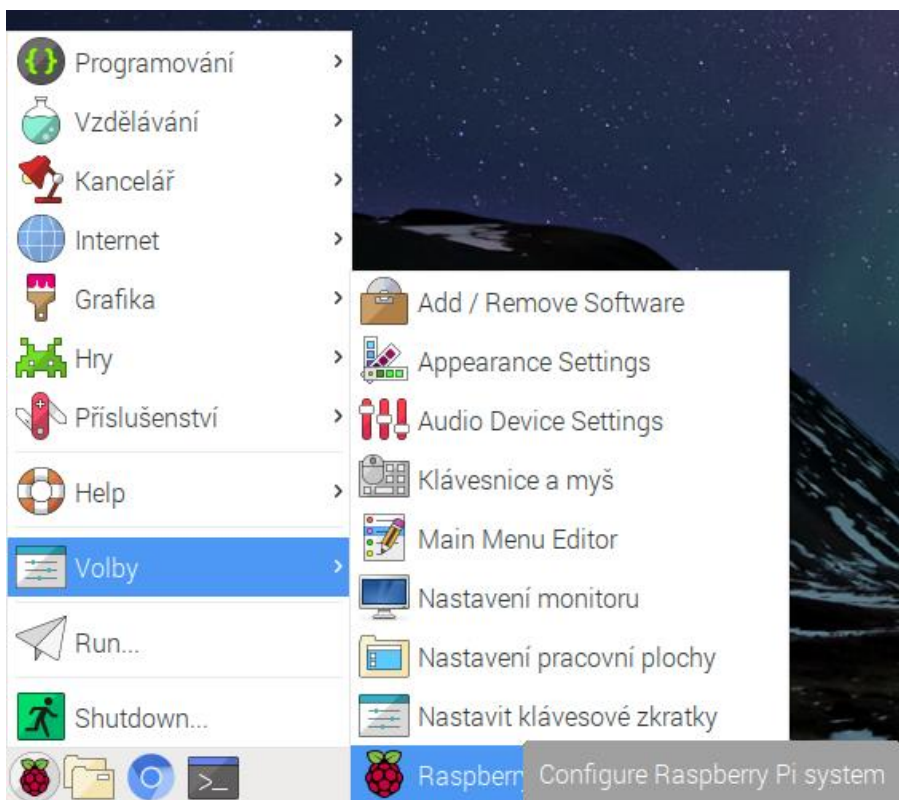 Programování
Vzdělávání
Kancelář
Internet
Grafika
Hry
Příslušenství
Help
Volby
Run...
Shutdown...
Add / Remove Software
Appearance Settings
Audio Device Settings
Klávesnice a myš
Main Menu Editor
Nastavení monitoru
Nastavení pracovní plochy
Nastavit klávesové zkratky
Raspberr
Configure Raspberry Pi system